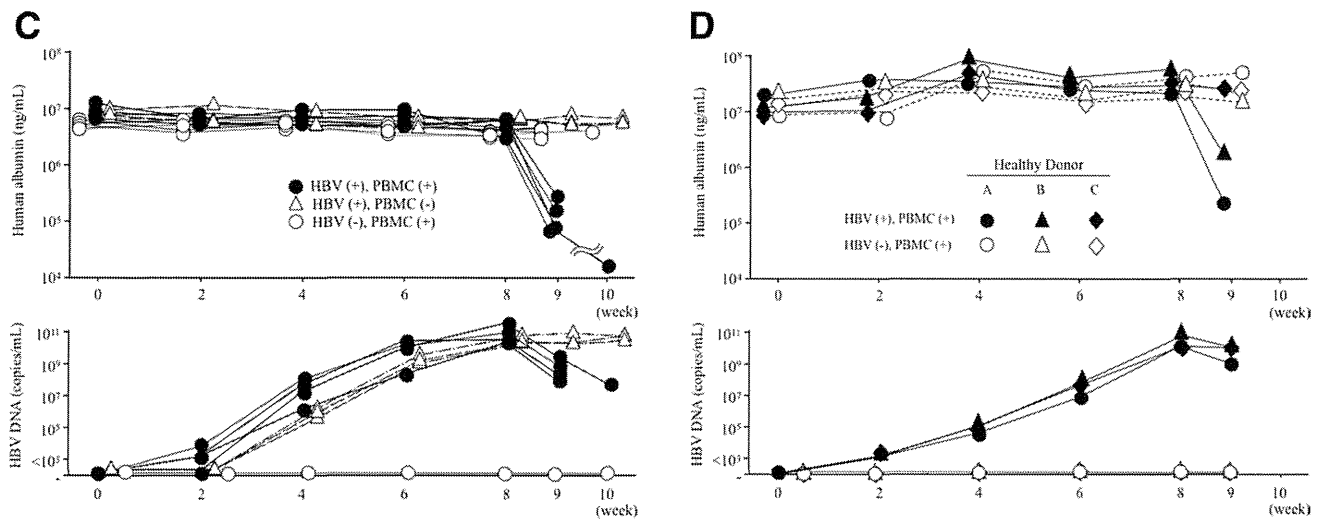 C
Human albumin (ng/mL)
10⁸
10⁷
10⁶
10⁵
10⁴
HBV (+), PBMC (+)
HBV (+), PBMC (-)
HBV (-), PBMC (+)
0 2 4 6 8 9 10
(week)
HBV DNA (copies/mL)
10¹¹
10⁹
10⁷
10⁵
<10³
-
0 2 4 6 8 9 10
(week)
D
Human albumin (ng/mL)
10⁸
10⁷
10⁶
10⁵
10⁴
Healthy Donor
A B C
HBV (+), PBMC (+)
HBV (-), PBMC (+)
0 2 4 6 8 9 10
(week)
HBV DNA (copies/mL)
10¹¹
10⁹
10⁷
10⁵
<10³
-
0 2 4 6 8 9 10
(week)